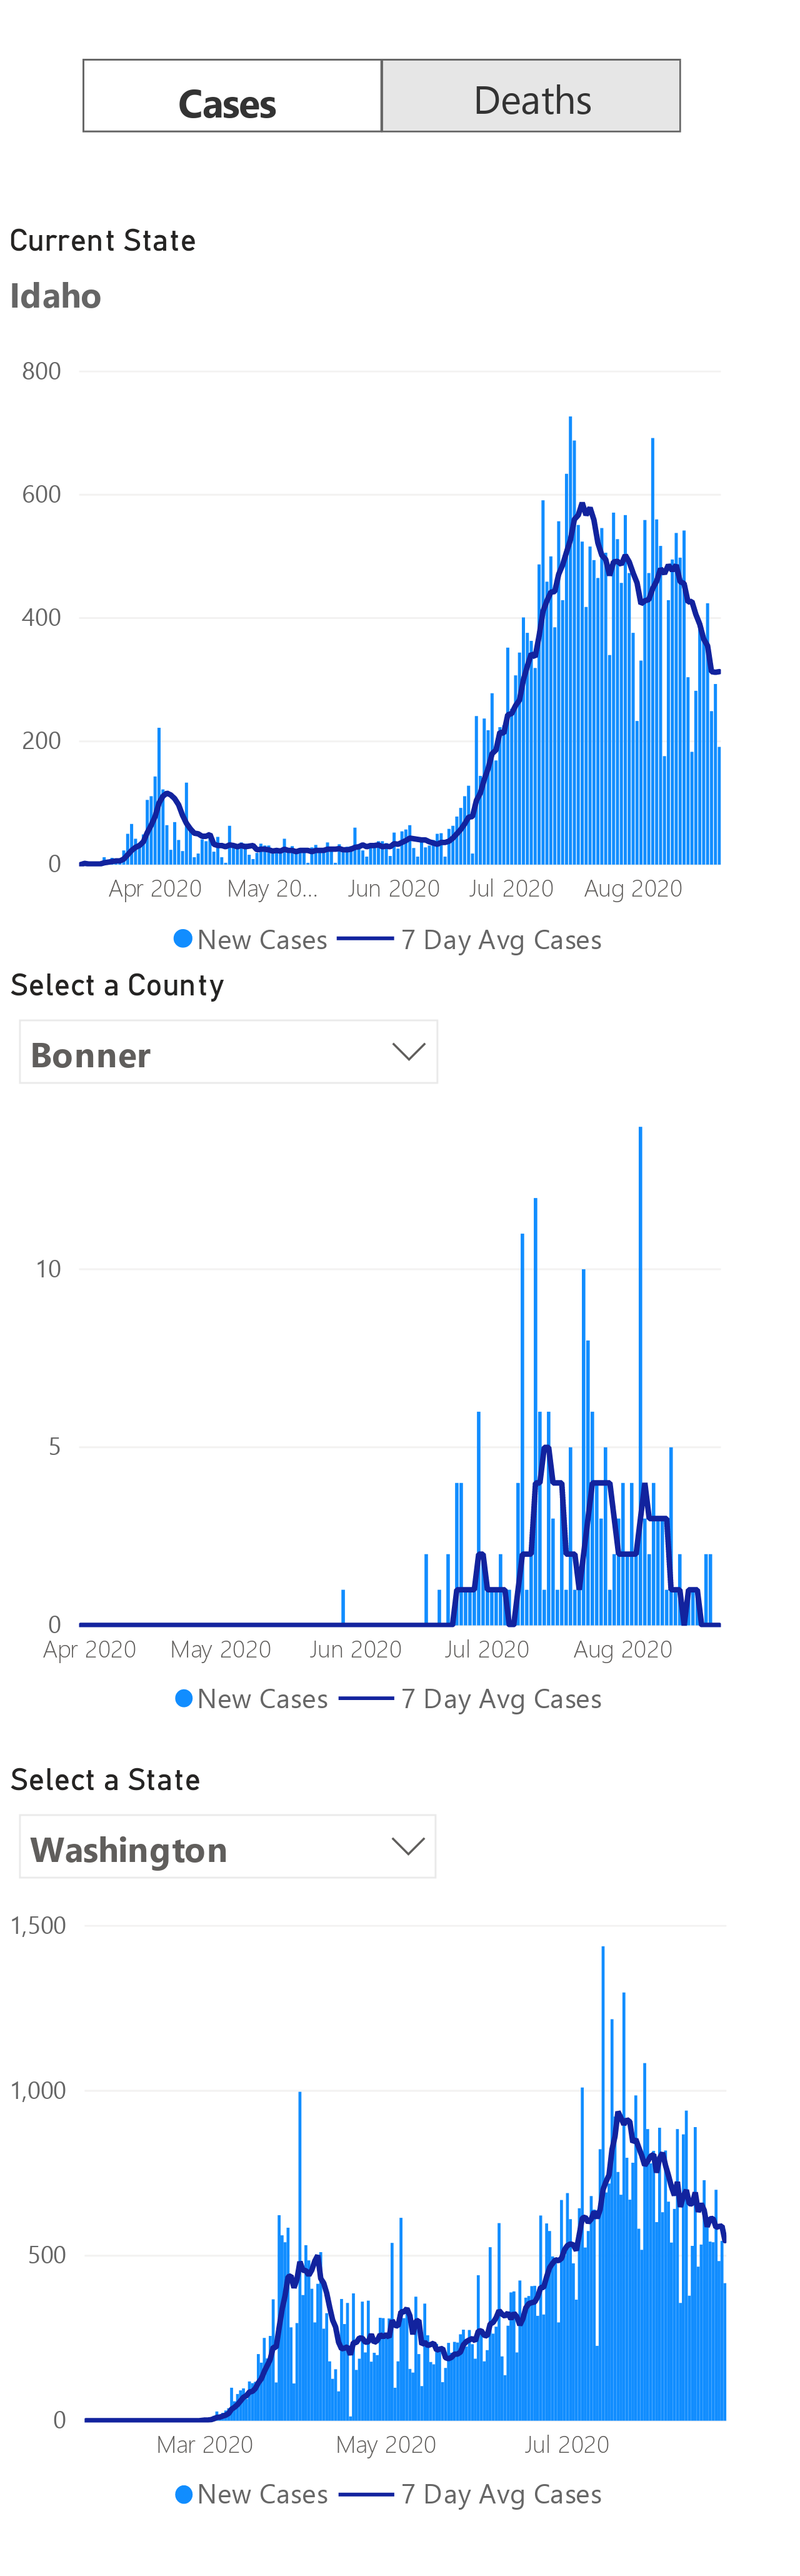 Cases Deaths
Current State
Idaho
800
600
400
200
0
Apr 2020 May 20... Jun 2020 Jul 2020 Aug 2020
New Cases 7 Day Avg Cases
Select a County
Bonner
10
5
0
Apr 2020 May 2020 Jun 2020 Jul 2020 Aug 2020
New Cases 7 Day Avg Cases
Select a State
Washington
1,500
1,000
500
0
Mar 2020 May 2020 Jul 2020
New Cases 7 Day Avg Cases